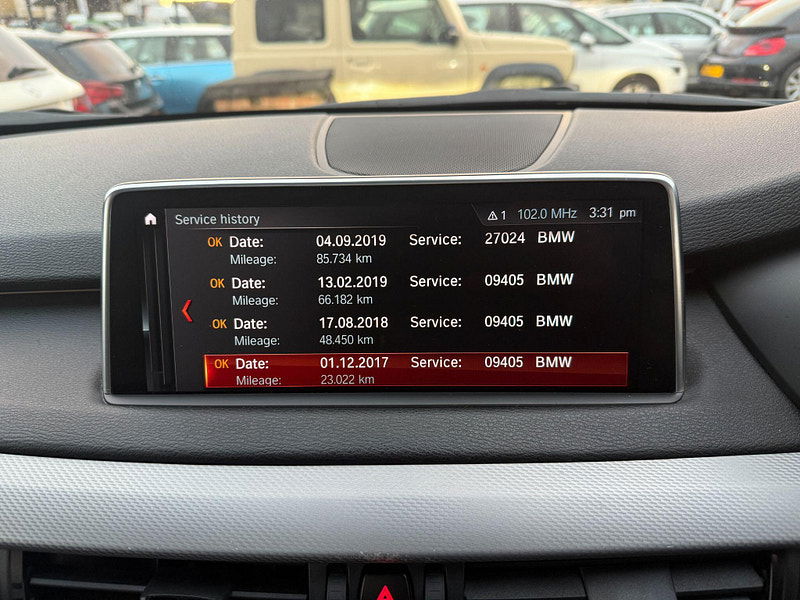 Service history 1 102.0 MHz 3:31 pm
OK Date: 04.09.2019 Service: 27024 BMW
Mileage: 85.734 km
OK Date: 13.02.2019 Service: 09405 BMW
Mileage: 66.182 km
OK Date: 17.08.2018 Service: 09405 BMW
Mileage: 48.450 km
OK Date: 01.12.2017 Service: 09405 BMW
Mileage: 23.022 km